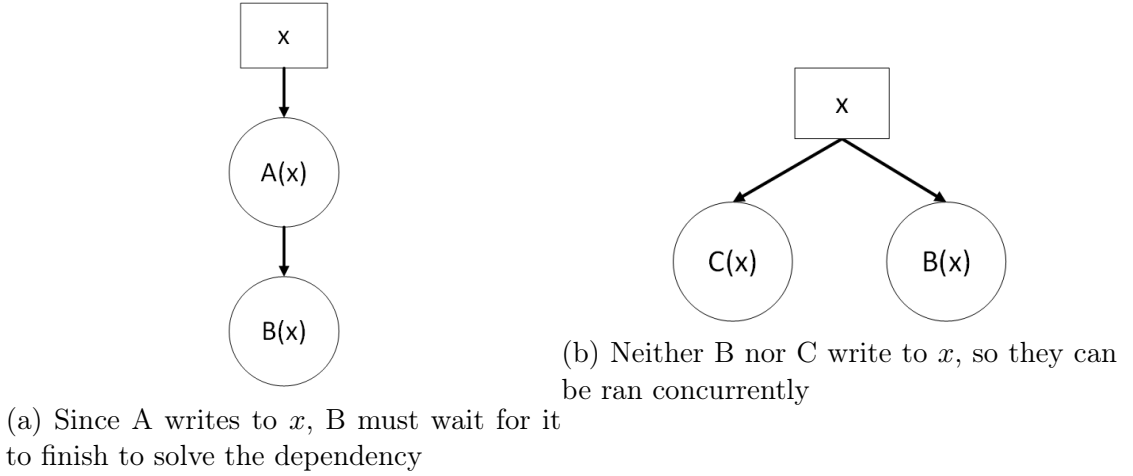 x
A(x)
B(x)
(a) Since A writes to x, B must wait for it
to finish to solve the dependency
x
C(x)
B(x)
(b) Neither B nor C write to x, so they can
be ran concurrently